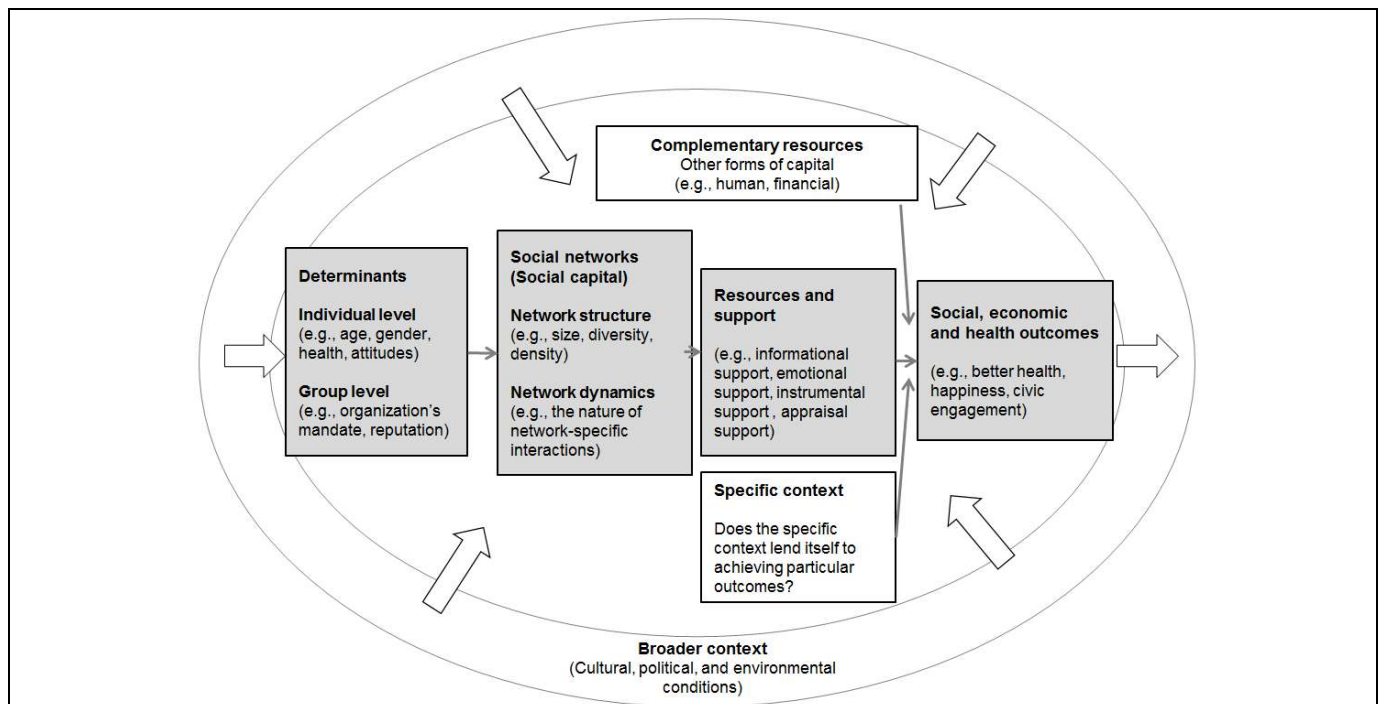 Complementary resources
Other forms of capital
(e.g., human, financial)
Determinants
Individual level
(e.g., age, gender,
health, attitudes)
Group level
(e.g., organization's
mandate, reputation)
Social networks
(Social capital)
Network structure
(e.g., size, diversity,
density)
Network dynamics
(e.g., the nature of
network-specific
interactions)
Resources and
support
(e.g., informational
support, emotional
support, instrumental
support , appraisal
support)
Social, economic
and health outcomes
(e.g., better health,
happiness, civic
engagement)
Specific context
Does the specific
context lend itself to
achieving particular
outcomes?
Broader context
(Cultural, political, and environmental
conditions)